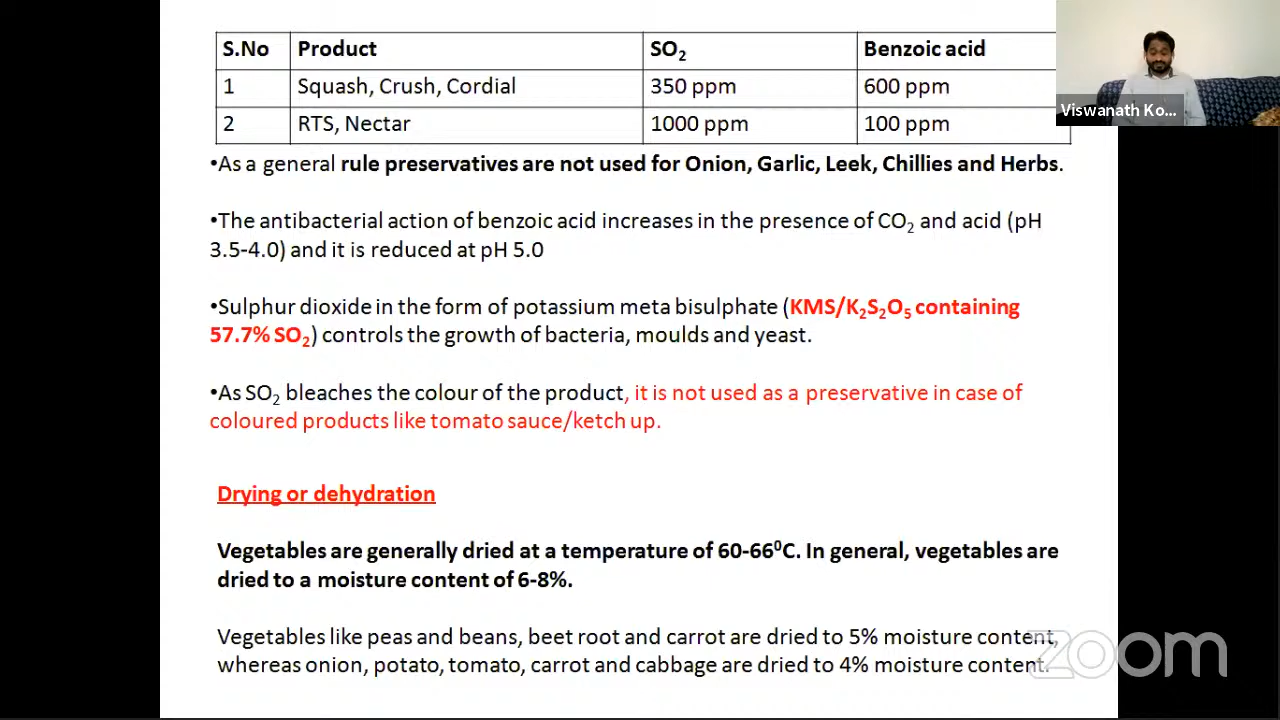 S.No Product SO₂ Benzoic acid
1 Squash, Crush, Cordial 350 ppm 600 ppm
2 RTS, Nectar 1000 ppm 100 ppm
•As a general rule preservatives are not used for Onion, Garlic, Leek, Chillies and Herbs.
•The antibacterial action of benzoic acid increases in the presence of CO₂ and acid (pH
3.5-4.0) and it is reduced at pH 5.0
•Sulphur dioxide in the form of potassium meta bisulphate (KMS/K₂S₂O₅ containing
57.7% SO₂) controls the growth of bacteria, moulds and yeast.
•As SO₂ bleaches the colour of the product, it is not used as a preservative in case of
coloured products like tomato sauce/ketch up.
Drying or dehydration
Vegetables are generally dried at a temperature of 60-66⁰C. In general, vegetables are
dried to a moisture content of 6-8%.
Vegetables like peas and beans, beet root and carrot are dried to 5% moisture content,
whereas onion, potato, tomato, carrot and cabbage are dried to 4% moisture content.
Viswanath Ko...
zoom